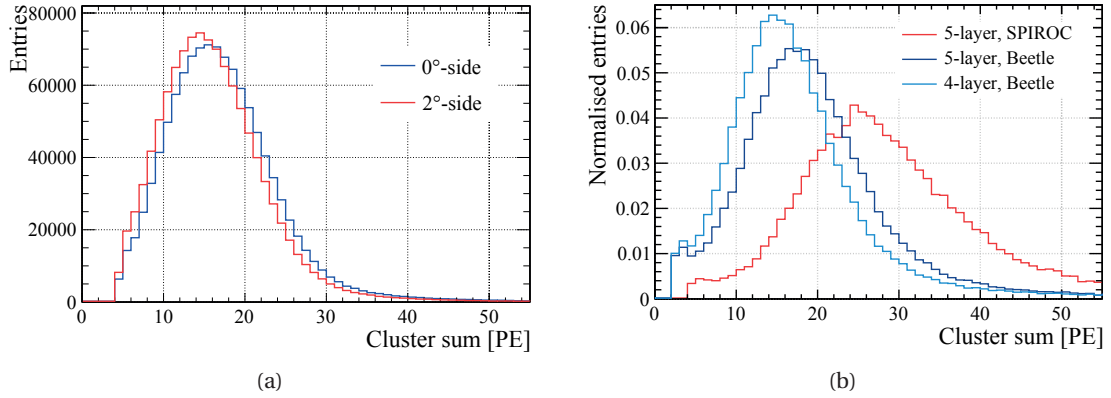 Entries
80000
60000
40000
20000
0
0°-side
2°-side
0 10 20 30 40 50
Cluster sum [PE]
(a)
Normalised entries
0.06
0.05
0.04
0.03
0.02
0.01
0
5-layer, SPIROC
5-layer, Beetle
4-layer, Beetle
0 10 20 30 40 50
Cluster sum [PE]
(b)